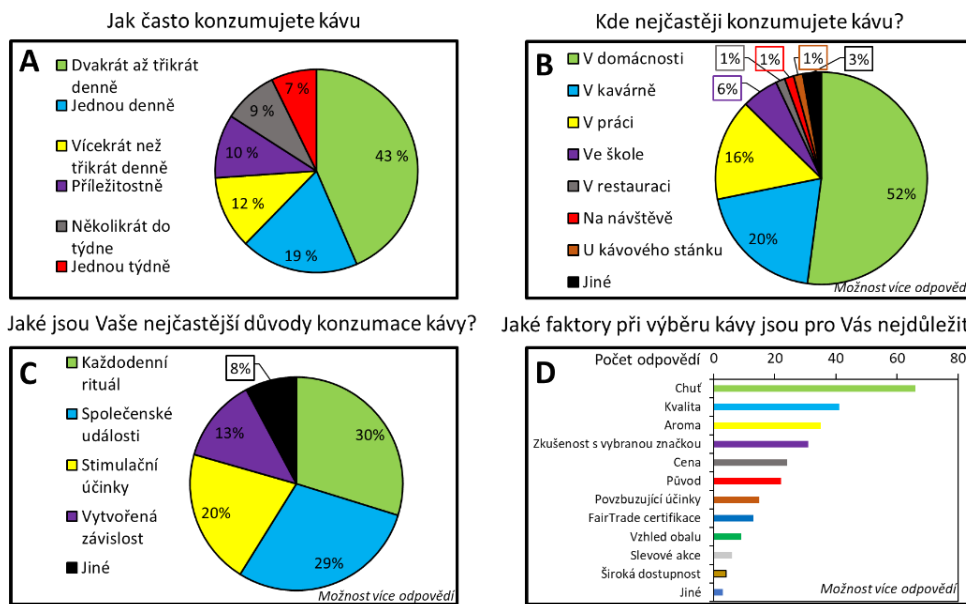 Jak často konzumujete kávu
A
Dvakrát až třikrát
denně
Jednou denně
Vícekrát než
třikrát denně
Příležitostně
Několikrát do
týdne
Jednou týdně
7 %
9 %
10 %
12 %
19 %
43 %
Kde nejčastěji konzumujete kávu?
B
V domácnosti
V kavárně
V práci
Ve škole
V restauraci
Na návštěvě
U kávového stánku
Jiné
1%
1%
1%
3%
6%
16%
20%
52%
Možnost více odpovědí
Jaké jsou Vaše nejčastější důvody konzumace kávy?
C
Každodenní
rituál
Společenské
události
Stimulační
účinky
Vytvořená
závislost
Jiné
8%
13%
30%
20%
29%
Možnost více odpovědí
Jaké faktory při výběru kávy jsou pro Vás nejdůležit
D
Počet odpovědí
0 20 40 60 80
Chuť
Kvalita
Aroma
Zkušenost s vybranou značkou
Cena
Původ
Povzbuzující účinky
FairTrade certifikace
Vzhled obalu
Slevové akce
Široká dostupnost
Jiné
Možnost více odpovědí